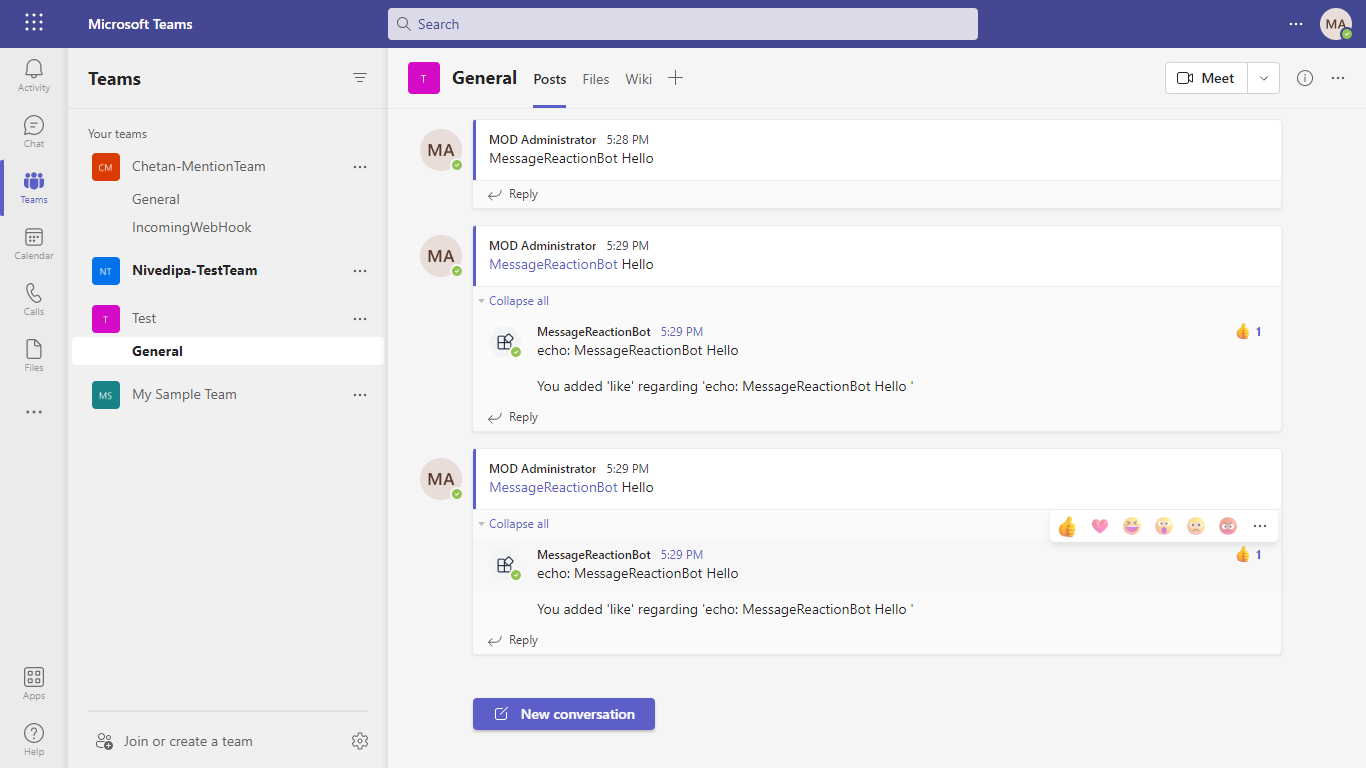 Microsoft Teams
Search
MA
Activity
Chat
Teams
Calendar
Calls
Files
Apps
Help
Teams
Your teams
CM Chetan-MentionTeam
General
IncomingWebHook
NT Nivedipa-TestTeam
T Test
General
MS My Sample Team
Join or create a team
T General Posts Files Wiki
Meet
MA
MOD Administrator 5:28 PM
MessageReactionBot Hello
Reply
MA
MOD Administrator 5:29 PM
MessageReactionBot Hello
Collapse all
MessageReactionBot 5:29 PM
1
echo: MessageReactionBot Hello
You added 'like' regarding 'echo: MessageReactionBot Hello '
Reply
MA
MOD Administrator 5:29 PM
MessageReactionBot Hello
Collapse all
MessageReactionBot 5:29 PM
1
echo: MessageReactionBot Hello
You added 'like' regarding 'echo: MessageReactionBot Hello '
Reply
New conversation